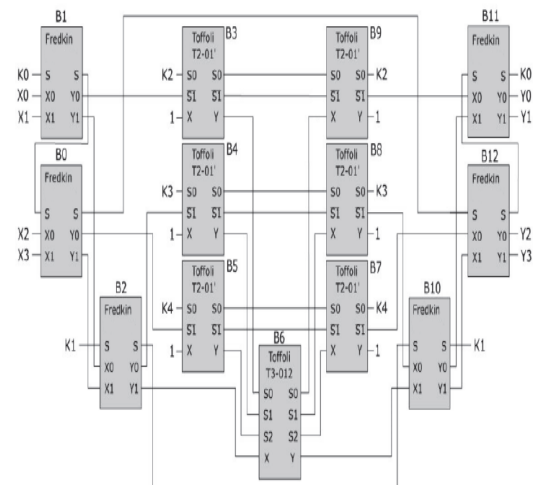 B1
Fredkin
K0 S S
X0 X0 Y0
X1 X1 Y1
B0
Fredkin
S S
X2 X0 Y0
X3 X1 Y1
B2
Fredkin
K1 S S
X0 Y0
X1 Y1
B3
Toffoli
T2-01'
K2 S0 S0
S1 S1
1 X Y
B4
Toffoli
T2-01'
K3 S0 S0
S1 S1
1 X Y
B5
Toffoli
T2-01'
K4 S0 S0
S1 S1
1 X Y
B6
Toffoli
T3-012
S0 S0
S1 S1
S2 S2
X Y
B9
Toffoli
T2-01'
S0 S0 K2
S1 S1
X Y 1
B8
Toffoli
T2-01'
S0 S0 K3
S1 S1
X Y 1
B7
Toffoli
T2-01'
S0 S0 K4
S1 S1
X Y 1
B11
Fredkin
S S K0
X0 Y0 Y0
X1 Y1 Y1
B12
Fredkin
S S
X0 Y0 Y2
X1 Y1 Y3
B10
Fredkin
S S K1
X0 Y0
X1 Y1